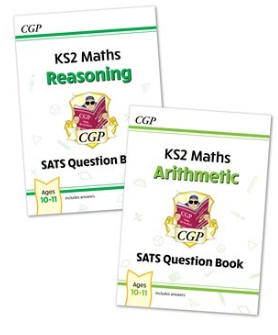 CGP
KS2 Maths
Reasoning
CGP
SATS Question B
Ages
10-11
Includes answers
CGP
KS2 Maths
Arithmetic
CGP
SATS Question Book
Ages
10-11
Includes answers